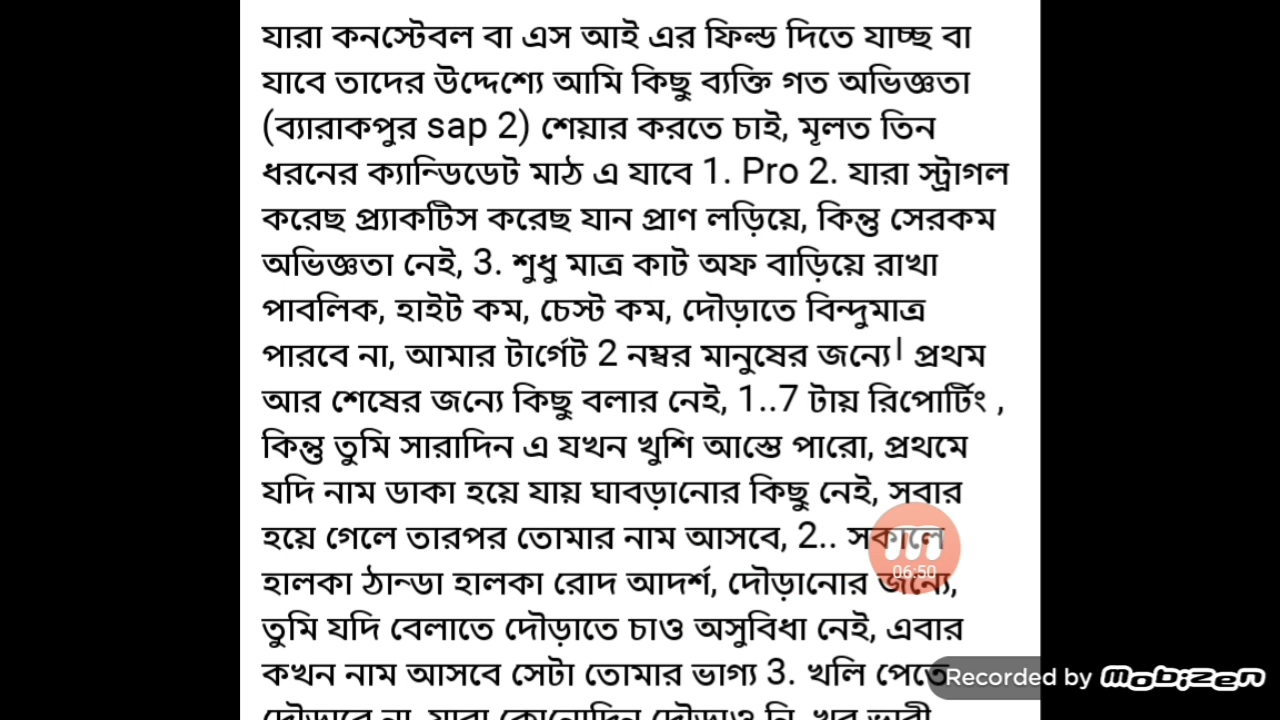 যারা কনস্টেবল বা এস আই এর ফিল্ড দিতে যাচ্ছ বা
যাবে তাদের উদ্দেশ্যে আমি কিছু ব্যক্তি গত অভিজ্ঞতা
(ব্যারাকপুর sap 2) শেয়ার করতে চাই, মূলত তিন
ধরনের ক্যান্ডিডেট মাঠ এ যাবে 1. Pro 2. যারা স্ট্রাগল
করেছ প্র্যাকটিস করেছ যান প্রাণ লড়িয়ে, কিন্তু সেরকম
অভিজ্ঞতা নেই, 3. শুধু মাত্র কাট অফ বাড়িয়ে রাখা
পাবলিক, হাইট কম, চেস্ট কম, দৌড়াতে বিন্দুমাত্র
পারবে না, আমার টার্গেট 2 নম্বর মানুষের জন্যে। প্রথম
আর শেষের জন্যে কিছু বলার নেই, 1..7 টায় রিপোর্টিং ,
কিন্তু তুমি সারাদিন এ যখন খুশি আস্তে পারো, প্রথমে
যদি নাম ডাকা হয়ে যায় ঘাবড়ানোর কিছু নেই, সবার
হয়ে গেলে তারপর তোমার নাম আসবে, 2.. সকালে
06:50
হালকা ঠান্ডা হালকা রোদ আদর্শ, দৌড়ানোর জন্যে,
তুমি যদি বেলাতে দৌড়াতে চাও অসুবিধা নেই, এবার
কখন নাম আসবে সেটা তোমার ভাগ্য 3. খলি পেতে
Recorded by mobizen